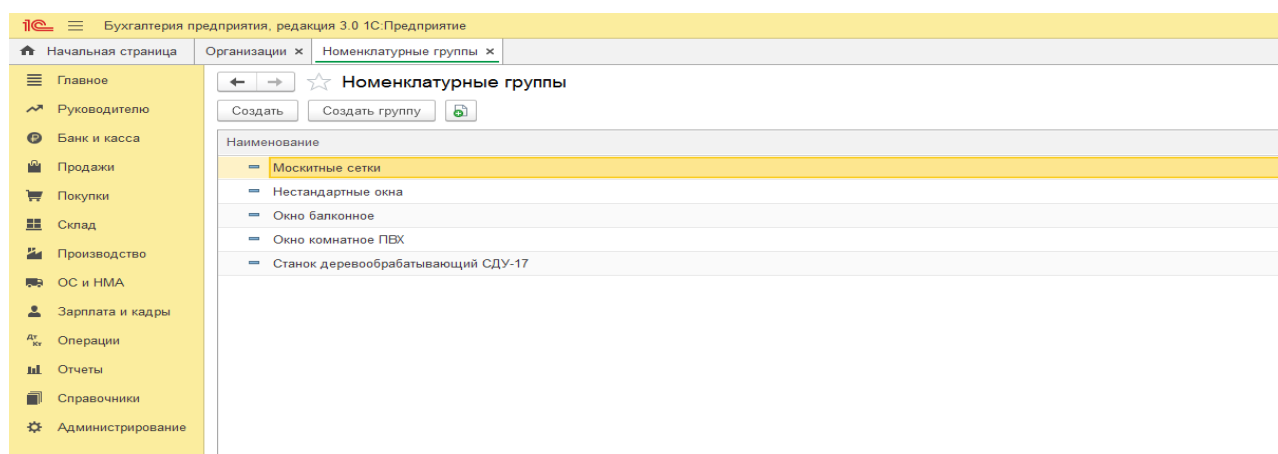 1С Бухгалтерия предприятия, редакция 3.0 1С:Предприятие
Начальная страница Организации × Номенклатурные группы ×
Главное
Руководителю
Банк и касса
Продажи
Покупки
Склад
Производство
ОС и НМА
Зарплата и кадры
Дт Кт Операции
Отчеты
Справочники
Администрирование
Номенклатурные группы
Создать Создать группу
Наименование
Москитные сетки
Нестандартные окна
Окно балконное
Окно комнатное ПВХ
Станок деревообрабатывающий СДУ-17